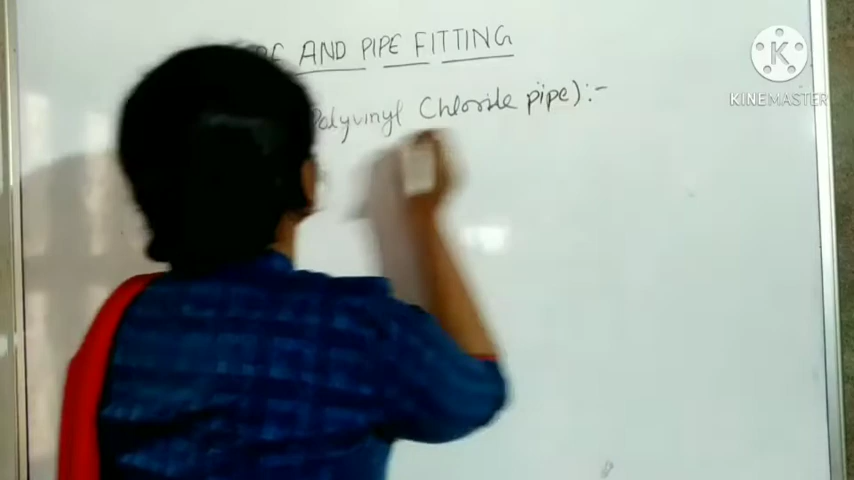 AND PIPE FITTING
Polyvinyl Chloride pipe):-
K
KINEMASTER